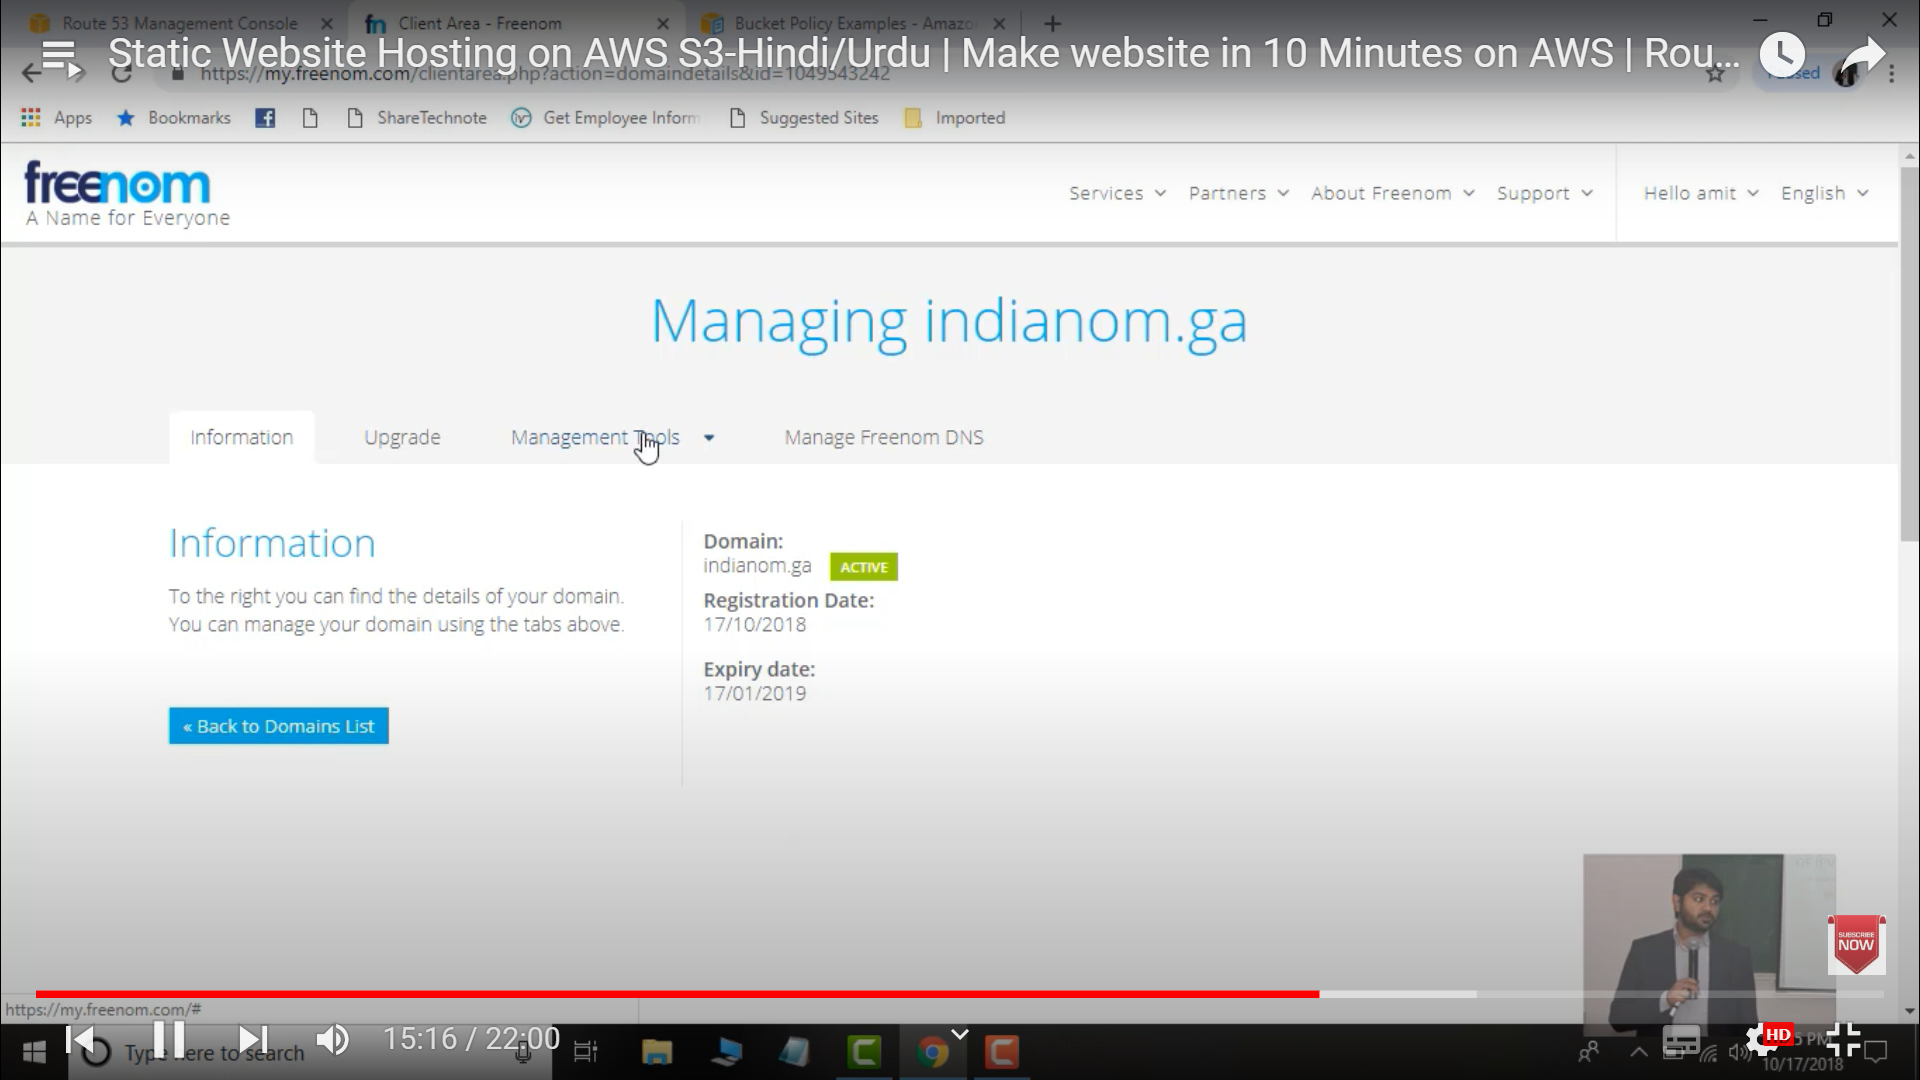 Route 53 Management Console
Client Area - Freenom
Bucket Policy Examples - Amazo
Static Website Hosting on AWS S3-Hindi/Urdu | Make website in 10 Minutes on AWS | Rou...
https://my.freenom.com/clientarea.php?action=domaindetails&id=1049543242
Apps
Bookmarks
ShareTechnote
Get Employee Inform
Suggested Sites
Imported
freenom
A Name for Everyone
Services
Partners
About Freenom
Support
Hello amit
English
Managing indianom.ga
Information
Upgrade
Management Tools
Manage Freenom DNS
Information
To the right you can find the details of your domain.
You can manage your domain using the tabs above.
« Back to Domains List
Domain:
indianom.ga ACTIVE
Registration Date:
17/10/2018
Expiry date:
17/01/2019
SUBSCRIBE
NOW
https://my.freenom.com/#
15:16 / 22:00
Type here to search
HD
PM
10/17/2018